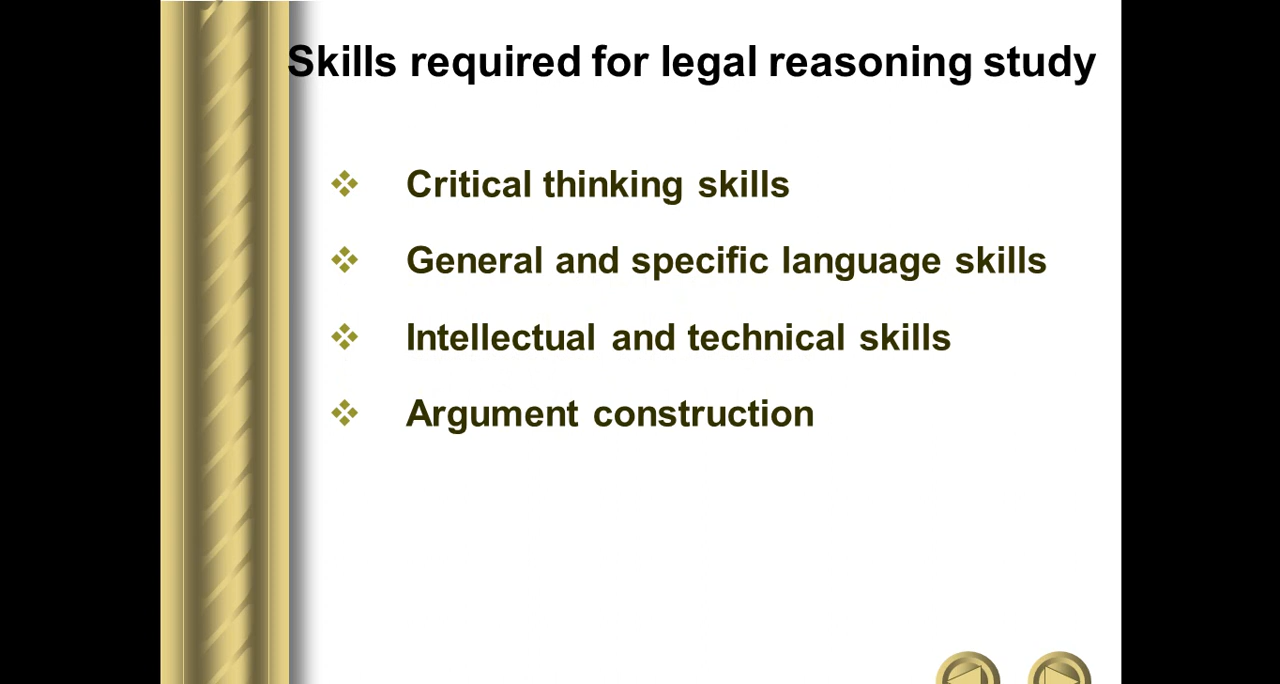 Skills required for legal reasoning study
❖ Critical thinking skills
❖ General and specific language skills
❖ Intellectual and technical skills
❖ Argument construction